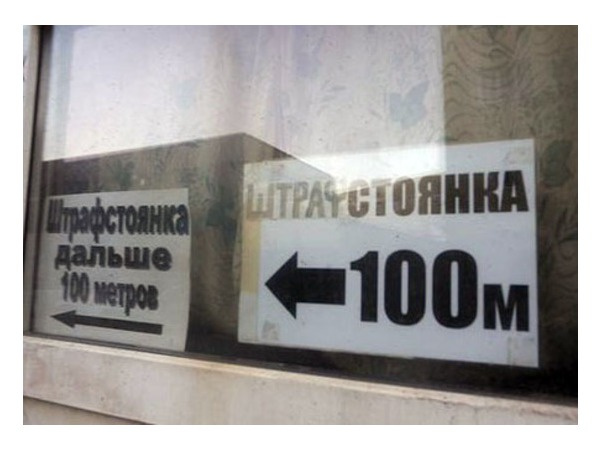 Штрафстоянка
дальше
100 метров
ШТРАФСТОЯНКА
100м